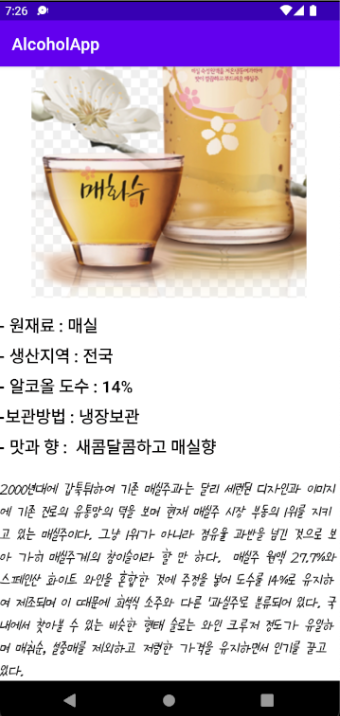 7:26
AlcoholApp
매화수
- 원재료 : 매실
- 생산지역 : 전국
- 알코올 도수 : 14%
-보관방법 : 냉장보관
- 맛과 향 :  새콤달콤하고 매실향
2000년대에 갑툭튀하여 기존 매실주과는 달리 세련된 디자인과 이미지
에 기존 진로의 유통망의 덕을 보며 현재 매실주 시장 부동의 1위를 지키
고 있는 매실주이다. 그냥 1위가 아니라 점유율 과반을 넘긴 것으로 보
아 가히 매실주계의 참이슬이라 할 만 하다. 매실주 원액 27.7%와
스페인산 화이트 와인을 혼합한 것에 주정을 넣어 도수를 14%로 유지하
여 제조되며 이 때문에 희석식 소주와 다른 '과실주'로 분류되어 있다. 국
내에서 찾아볼 수 있는 비슷한 형태 술로는 와인 크루저 정도가 유일하
며 매취순, 설중매를 제외하고 저렴한 가격을 유지하면서 인기를 끌고
있다.